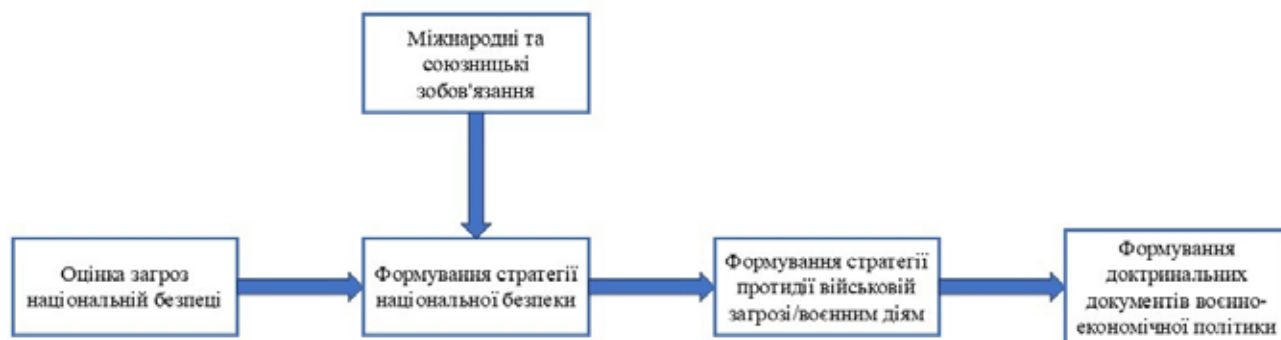 Міжнародні та
союзницькі
зобов'язання
Оцінка загроз
національній безпеці
Формування стратегії
національної безпеки
Формування стратегії
протидії військовій
загрозі/воєнним діям
Формування
доктринальних
документів воєнно-
економічної політики